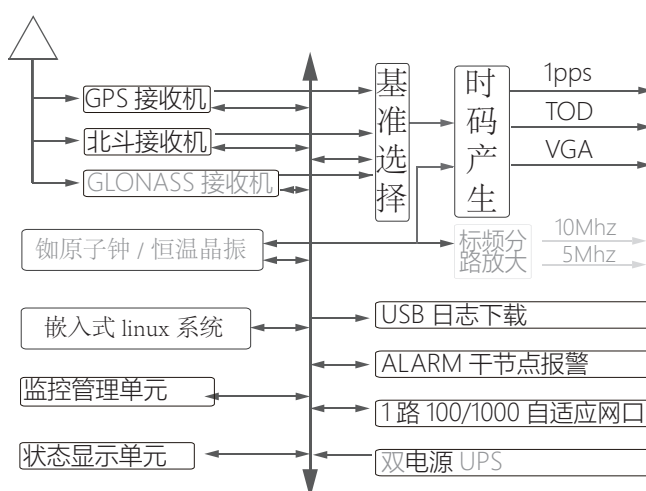 GPS 接收机
北斗接收机
GLONASS 接收机
基准选择
时码产生
1pps
TOD
VGA
铷原子钟 / 恒温晶振
标频分
路放大
10Mhz
5Mhz
嵌入式 linux 系统
监控管理单元
状态显示单元
USB 日志下载
ALARM 干节点报警
1 路 100/1000 自适应网口
双电源 UPS